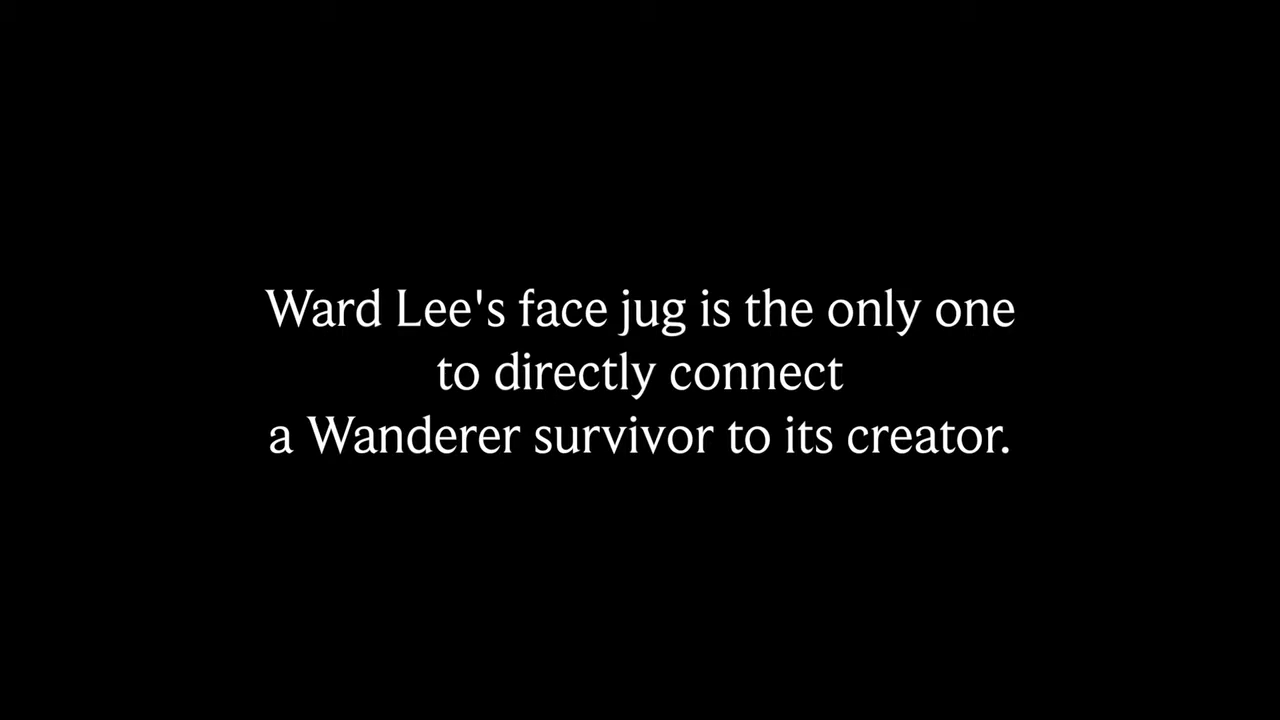 Ward Lee's face jug is the only one
to directly connect
a Wanderer survivor to its creator.